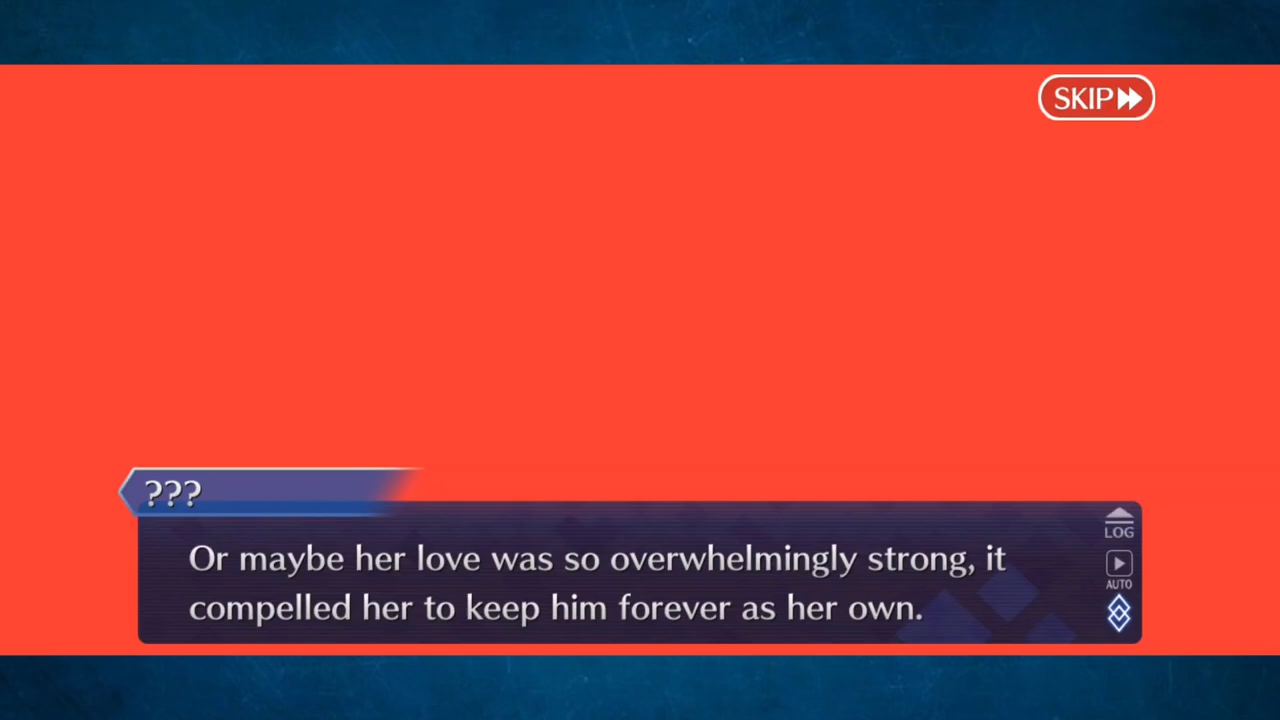 SKIP
???
Or maybe her love was so overwhelmingly strong, it
compelled her to keep him forever as her own.
LOG
AUTO